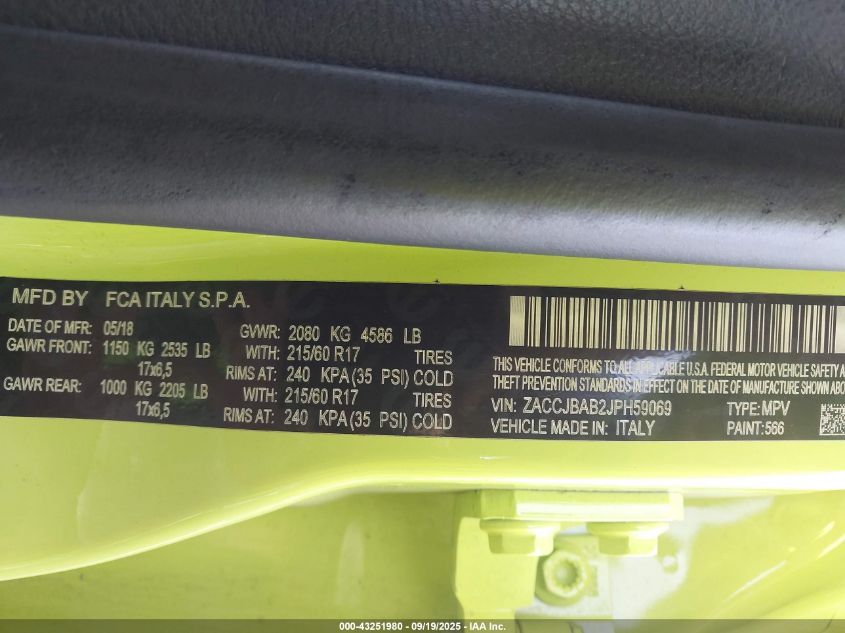 MFD BY FCA ITALY S.P.A.
DATE OF MFR: 05/18 GVWR: 2080 KG 4586 LB
GAWR FRONT: 1150 KG 2535 LB WITH: 215/60 R17 TIRES
17x6,5 RIMS AT: 240 KPA (35 PSI) COLD
GAWR REAR: 1000 KG 2205 LB WITH: 215/60 R17 TIRES
17x6,5 RIMS AT: 240 KPA (35 PSI) COLD
THIS VEHICLE CONFORMS TO ALL APPLICABLE U.S.A. FEDERAL MOTOR VEHICLE SAFETY A
THEFT PREVENTION STANDARDS IN EFFECT ON THE DATE OF MANUFACTURE SHOWN ABO
VIN: ZACCJBAB2JPH59069 TYPE: MPV
VEHICLE MADE IN: ITALY PAINT: 566
000-43251980 - 09/19/2025 - IAA Inc.